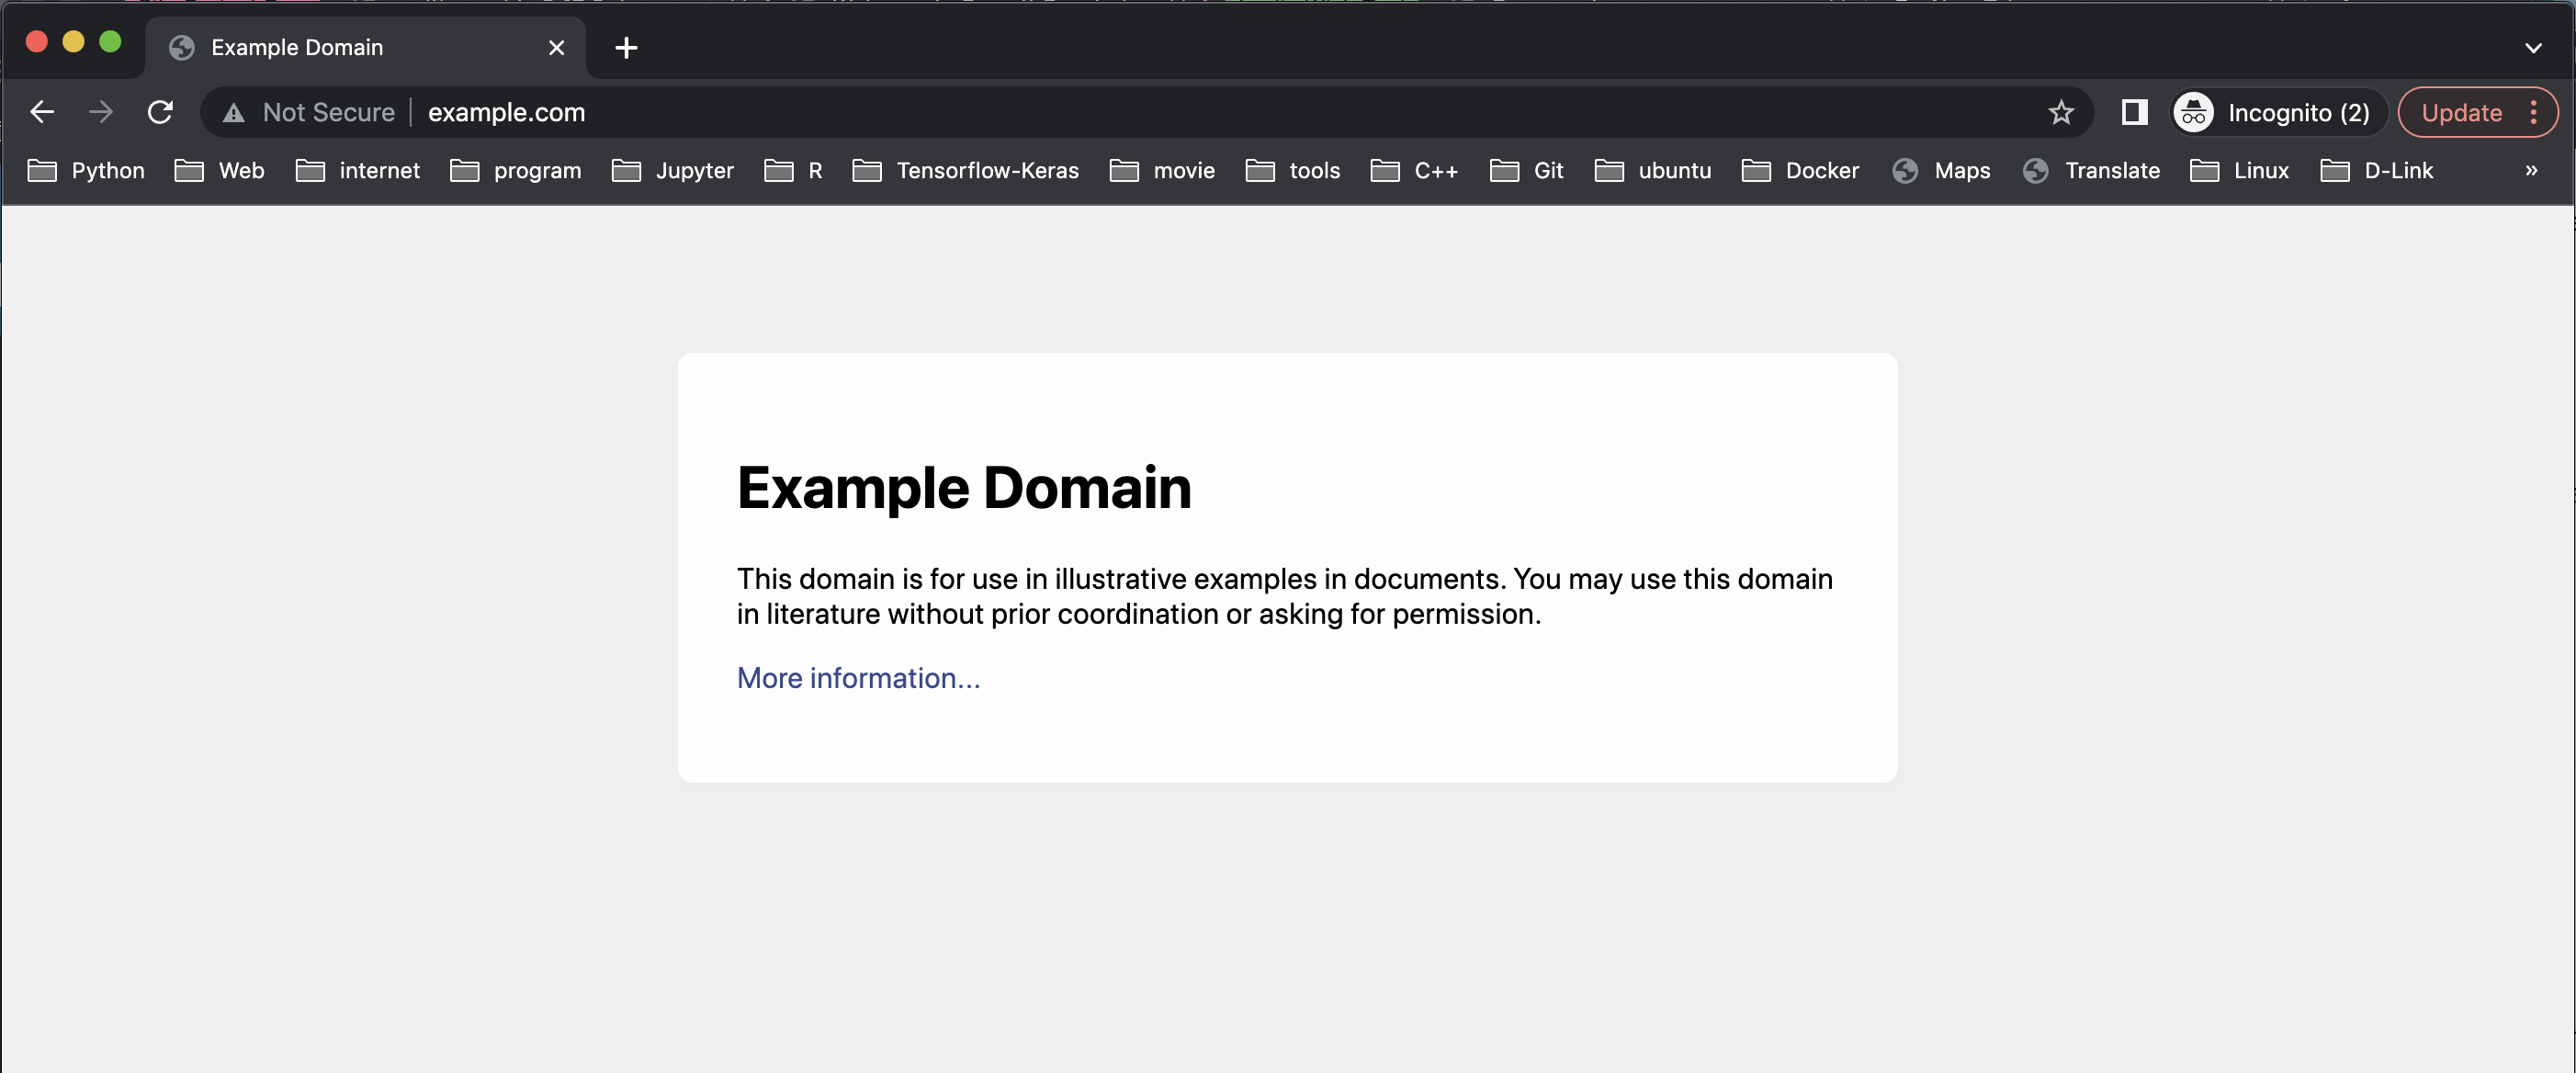 Example Domain
Not Secure example.com
Incognito (2)
Update
Python Web internet program Jupyter R Tensorflow-Keras movie tools C++ Git ubuntu Docker Maps Translate Linux D-Link »
Example Domain
This domain is for use in illustrative examples in documents. You may use this domain
in literature without prior coordination or asking for permission.
More information...